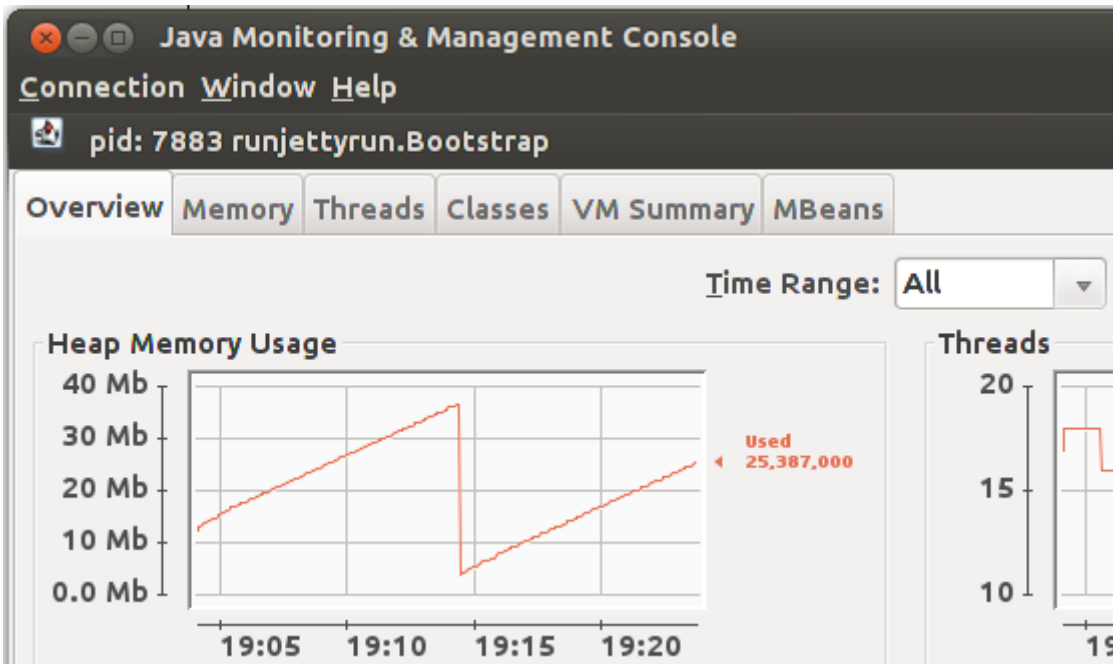 Java Monitoring & Management Console
Connection Window Help
pid: 7883 runjettyrun.Bootstrap
Overview Memory Threads Classes VM Summary MBeans
Time Range: All
Heap Memory Usage
40 Mb
30 Mb
20 Mb
10 Mb
0.0 Mb
Used
25,387,000
19:05 19:10 19:15 19:20
Threads
20
15
10